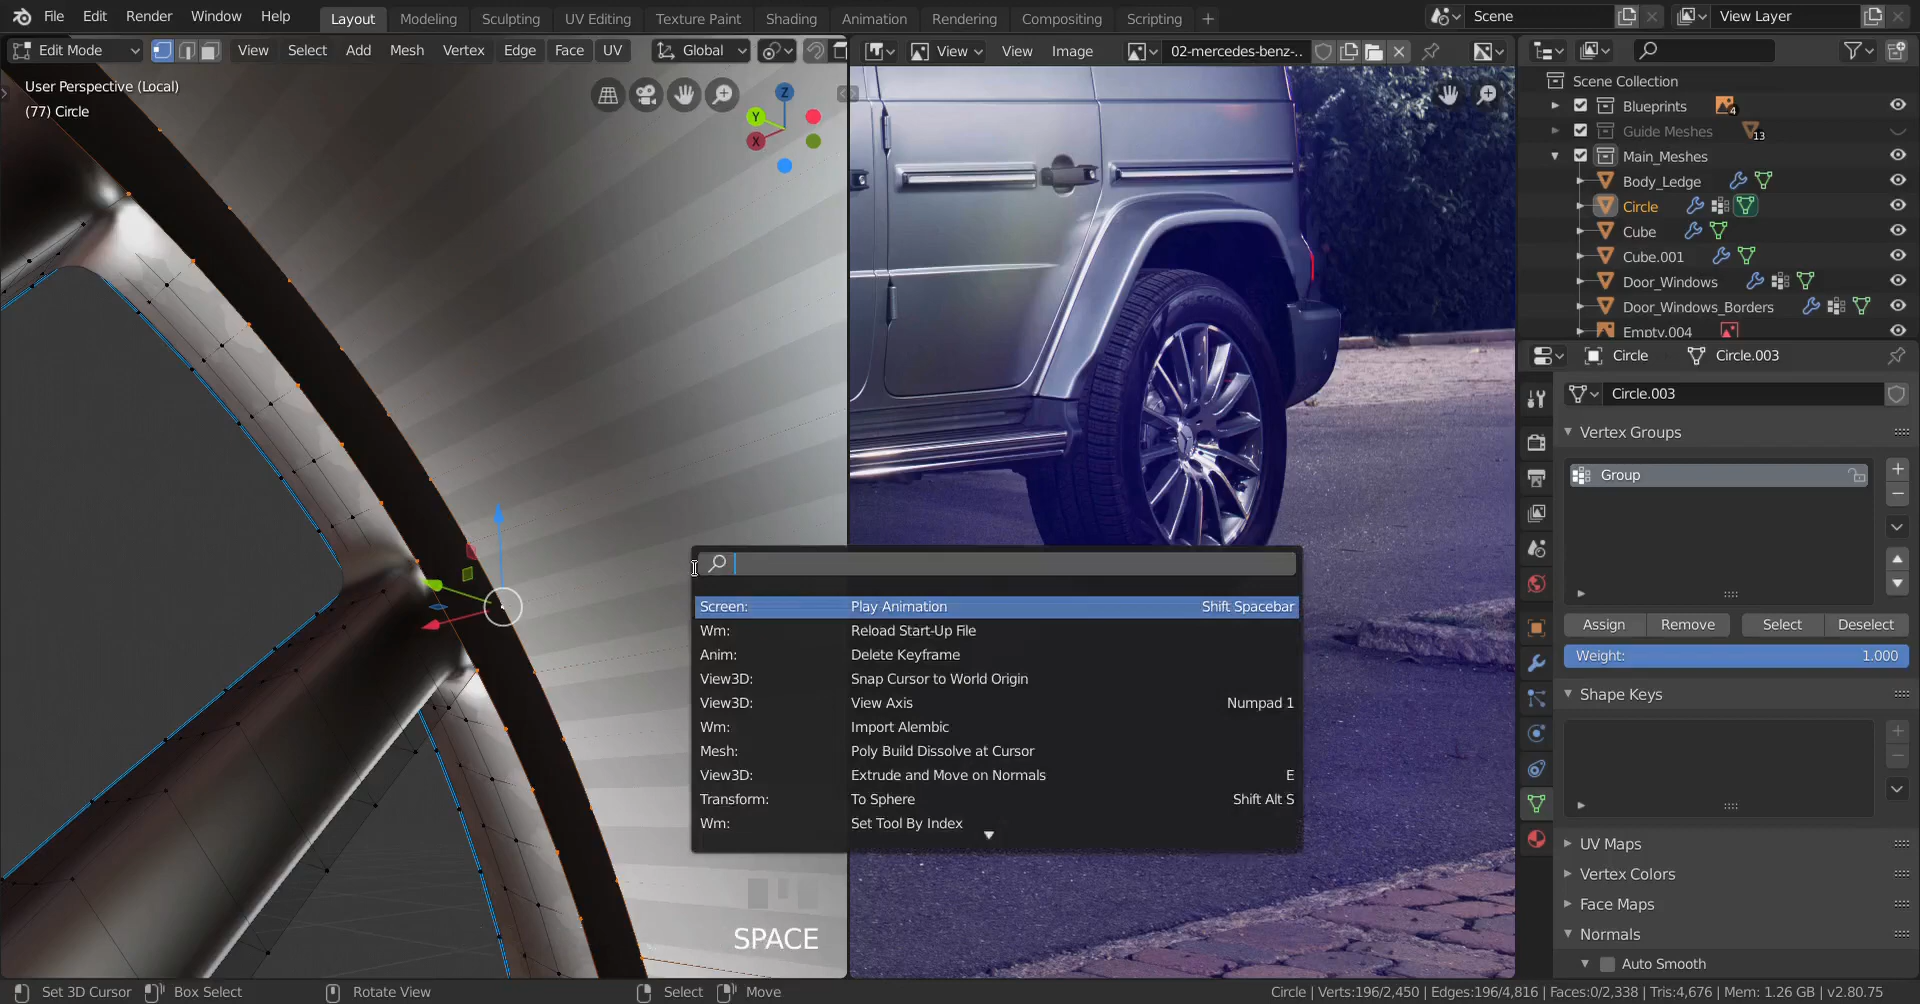 File Edit Render Window Help Layout Modeling Sculpting UV Editing Texture Paint Shading Animation Rendering Compositing Scripting + Scene View Layer
Edit Mode View Select Add Mesh Vertex Edge Face UV Global View View Image 02-mercedes-benz-..
User Perspective (Local)
(77) Circle
Z
Y
X
Scene Collection
Blueprints 4
Guide Meshes 13
Main_Meshes
Body_Ledge
Circle
Cube
Cube.001
Door_Windows
Door_Windows_Borders
Empty.004
Circle Circle.003
Circle.003
Vertex Groups
Group
Assign Remove Select Deselect
Weight: 1.000
Shape Keys
UV Maps
Vertex Colors
Face Maps
Normals
Auto Smooth
Screen: Play Animation Shift Spacebar
Wm: Reload Start-Up File
Anim: Delete Keyframe
View3D: Snap Cursor to World Origin
View3D: View Axis Numpad 1
Wm: Import Alembic
Mesh: Poly Build Dissolve at Cursor
View3D: Extrude and Move on Normals E
Transform: To Sphere Shift Alt S
Wm: Set Tool By Index
SPACE
Set 3D Cursor Box Select Rotate View Select Move Circle | Verts:196/2,450 | Edges:196/4,816 | Faces:0/2,338 | Tris:4,676 | Mem: 1.26 GB | v2.80.75